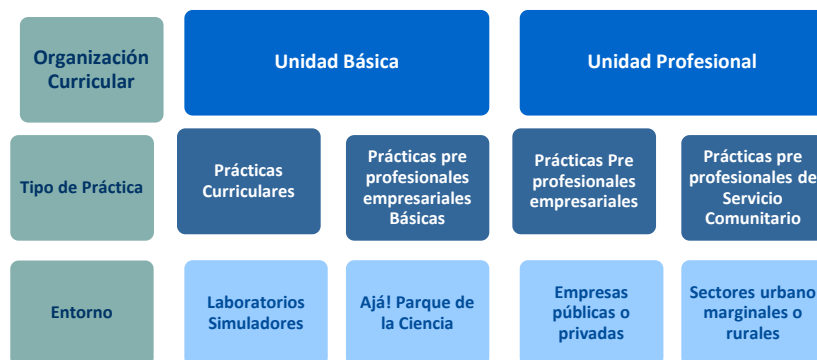 Organización
Curricular
Unidad Básica
Unidad Profesional
Tipo de Práctica
Prácticas
Curriculares
Prácticas pre
profesionales
empresariales
Básicas
Prácticas Pre
profesionales
empresariales
Prácticas pre
profesionales de
Servicio
Comunitario
Entorno
Laboratorios
Simuladores
Ajá! Parque de
la Ciencia
Empresas
públicas o
privadas
Sectores urbano
marginales o
rurales